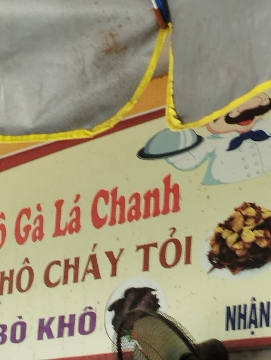 Gà Lá Chanh
HÔ CHÁY TỎI
BÒ KHÔ
NHẬN